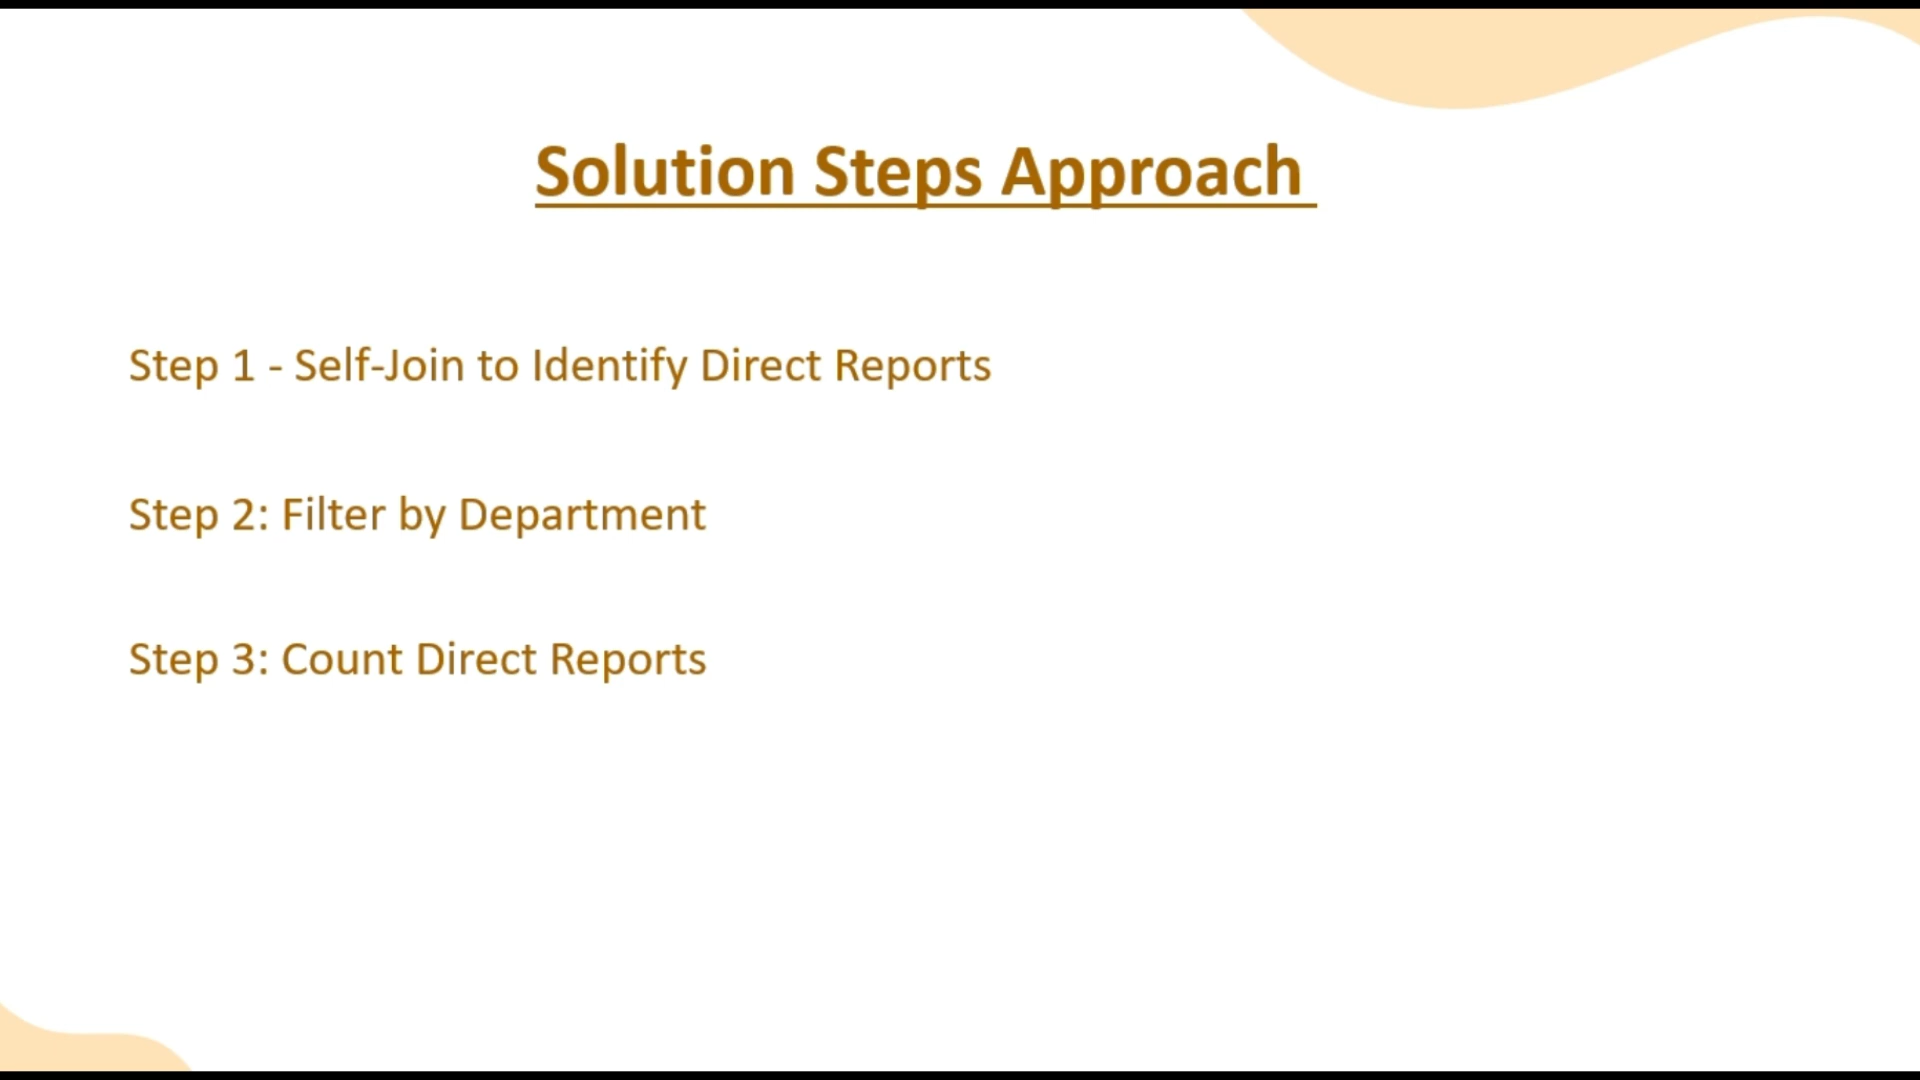 Solution Steps Approach
Step 1 - Self-Join to Identify Direct Reports
Step 2: Filter by Department
Step 3: Count Direct Reports